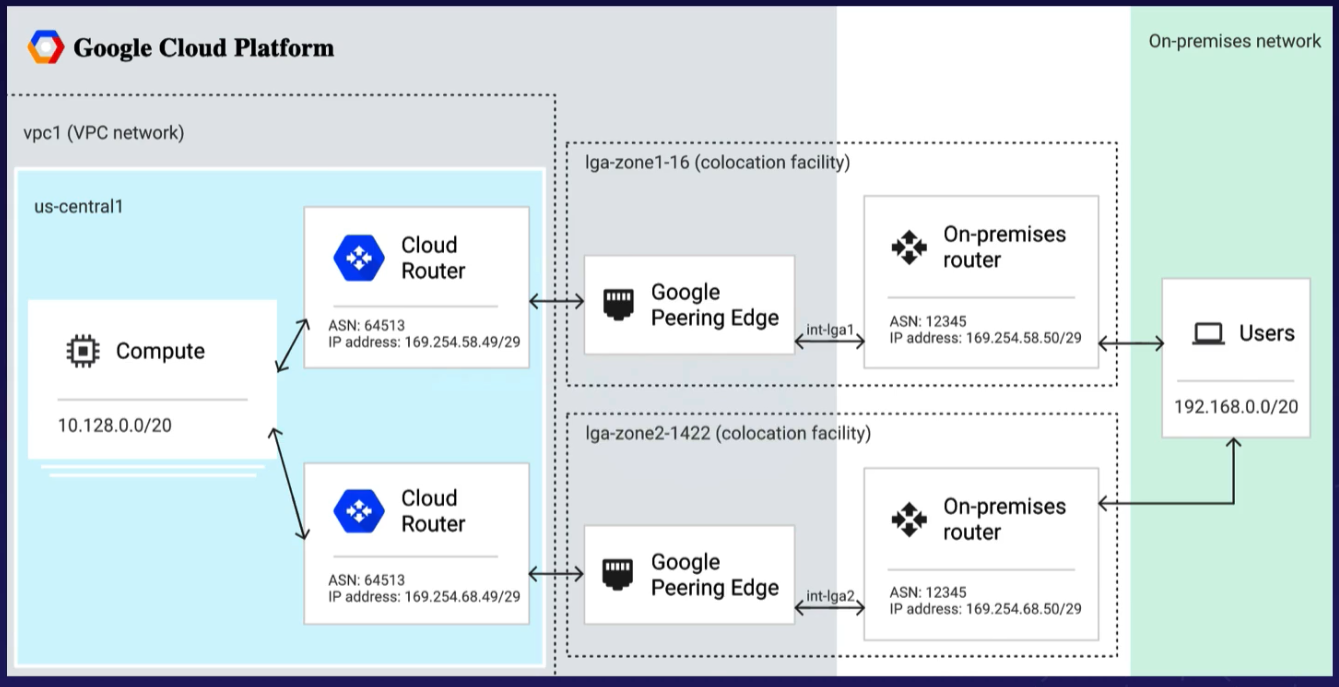 Google Cloud Platform
On-premises network
vpc1 (VPC network)
us-central1
Compute
10.128.0.0/20
Cloud
Router
ASN: 64513
IP address: 169.254.58.49/29
Cloud
Router
ASN: 64513
IP address: 169.254.68.49/29
lga-zone1-16 (colocation facility)
Google
Peering Edge
int-lga1
On-premises
router
ASN: 12345
IP address: 169.254.58.50/29
lga-zone2-1422 (colocation facility)
Google
Peering Edge
int-lga2
On-premises
router
ASN: 12345
IP address: 169.254.68.50/29
Users
192.168.0.0/20